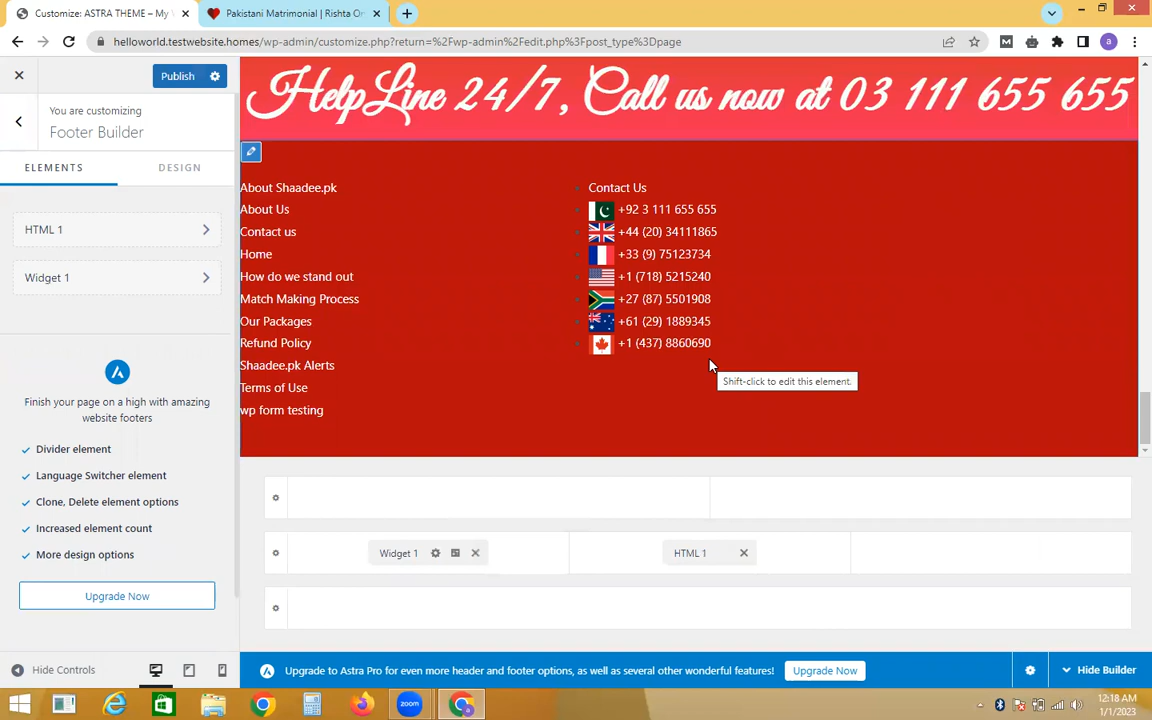 Customize: ASTRA THEME – My W
Pakistani Matrimonial | Rishta On
helloworld.testwebsite.homes/wp-admin/customize.php?return=%2Fwp-admin%2Fedit.php%3Fpost_type%3Dpage
M
a
Publish
You are customizing
Footer Builder
ELEMENTS
DESIGN
HTML 1
Widget 1
Finish your page on a high with amazing
website footers
Divider element
Language Switcher element
Clone, Delete element options
Increased element count
More design options
Upgrade Now
Hide Controls
HelpLine 24/7, Call us now at 03 111 655 655
About Shaadee.pk
About Us
Contact us
Home
How do we stand out
Match Making Process
Our Packages
Refund Policy
Shaadee.pk Alerts
Terms of Use
wp form testing
Contact Us
+92 3 111 655 655
+44 (20) 34111865
+33 (9) 75123734
+1 (718) 5215240
+27 (87) 5501908
+61 (29) 1889345
+1 (437) 8860690
Shift-click to edit this element.
Widget 1
HTML 1
Upgrade to Astra Pro for even more header and footer options, as well as several other wonderful features!
Upgrade Now
Hide Builder
zoom
12:18 AM
1/1/2023